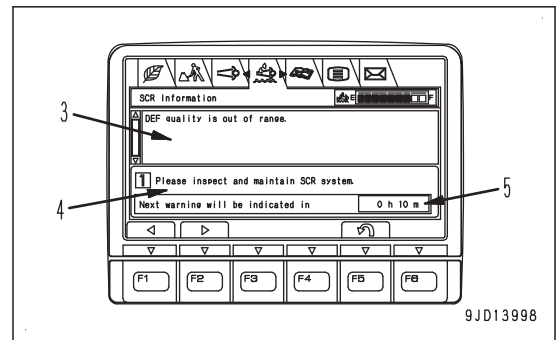 SCR Information
E F
DEF quality is out of range.
3
1 Please inspect and maintain SCR system.
4
5
Next warning will be indicated in 0 h 10 m
F1 F2 F3 F4 F5 F6
9JD13998